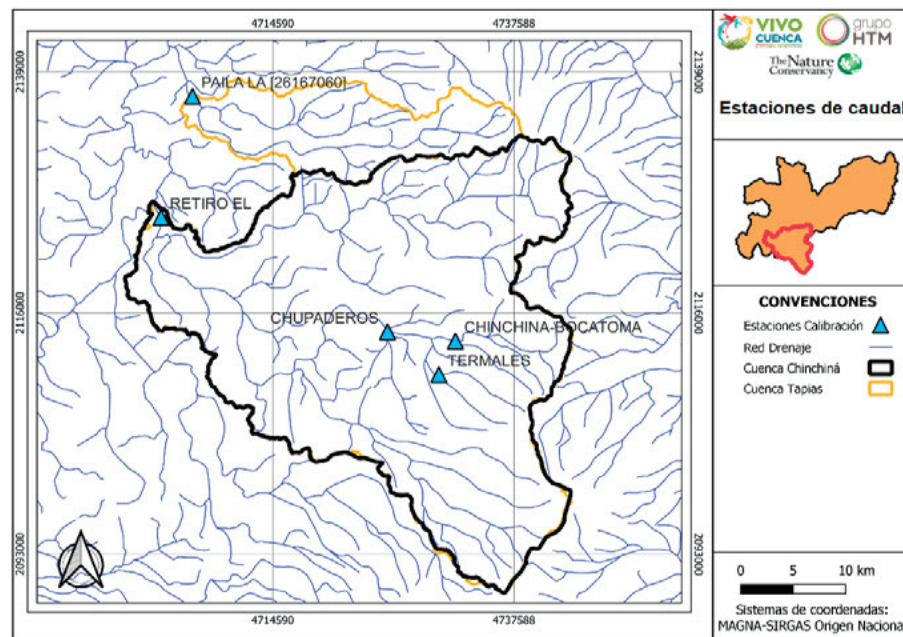 4714590
4737588
2139000
2139000
PAILA LA [26167060]
RETIRO EL
2116000
2116000
CHUPADEROS
CHINCHINA-BOCATOMA
TERMALES
2093000
2093000
4714590
4737588
VIVO
CUENCA
grupo
HTM
The Nature
Conservancy
Estaciones de caudal
CONVENCIONES
Estaciones Calibración
Red Drenaje
Cuenca Chinchiná
Cuenca Tapias
0 5 10 km
Sistemas de coordenadas:
MAGNA-SIRGAS Origen Naciona